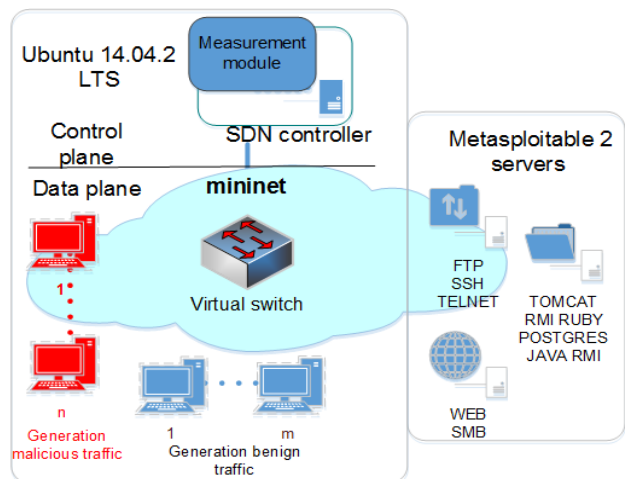 Ubuntu 14.04.2
LTS
Measurement
module
Control
plane
SDN controller
Data plane
mininet
Virtual switch
1
n
Generation
malicious traffic
1
m
Generation benign
traffic
Metasploitable 2
servers
FTP
SSH
TELNET
TOMCAT
RMI RUBY
POSTGRES
JAVA RMI
WEB
SMB